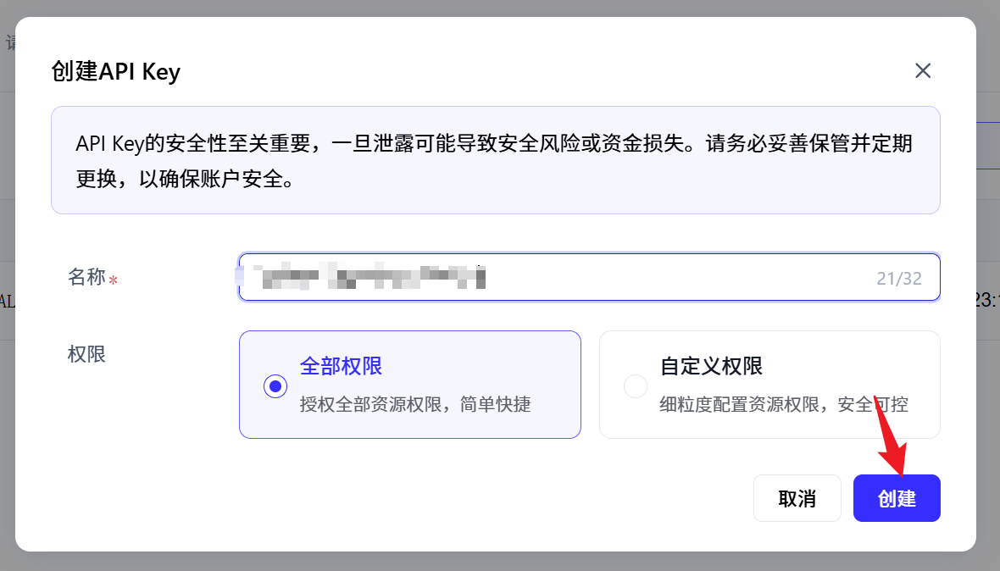 请
创建API Key
API Key的安全性至关重要，一旦泄露可能导致安全风险或资金损失。请务必妥善保管并定期
更换，以确保账户安全。
名称*
21/32
AL
23:
权限
全部权限
授权全部资源权限，简单快捷
自定义权限
细粒度配置资源权限，安全可控
取消
创建